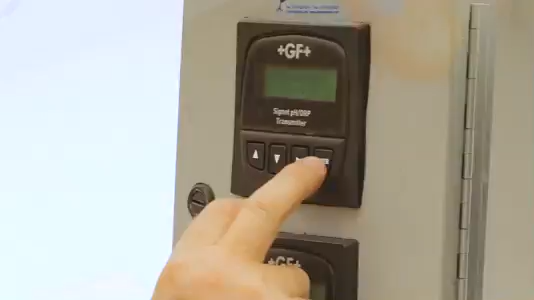 +GF+
Signet pH/ORP
Transmitter
▲ ▼
+GF+